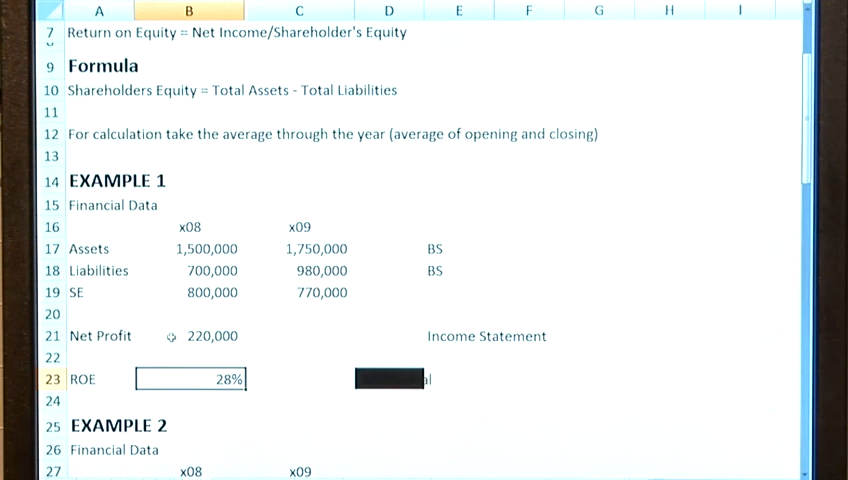 A B C D E F G H I
7 Return on Equity = Net Income/Shareholder's Equity
9 Formula
10 Shareholders Equity = Total Assets - Total Liabilities
11
12 For calculation take the average through the year (average of opening and closing)
13
14 EXAMPLE 1
15 Financial Data
16 x08 x09
17 Assets 1,500,000 1,750,000 BS
18 Liabilities 700,000 980,000 BS
19 SE 800,000 770,000
20
21 Net Profit 220,000 Income Statement
22
23 ROE 28%
24
25 EXAMPLE 2
26 Financial Data
27 x08 x09